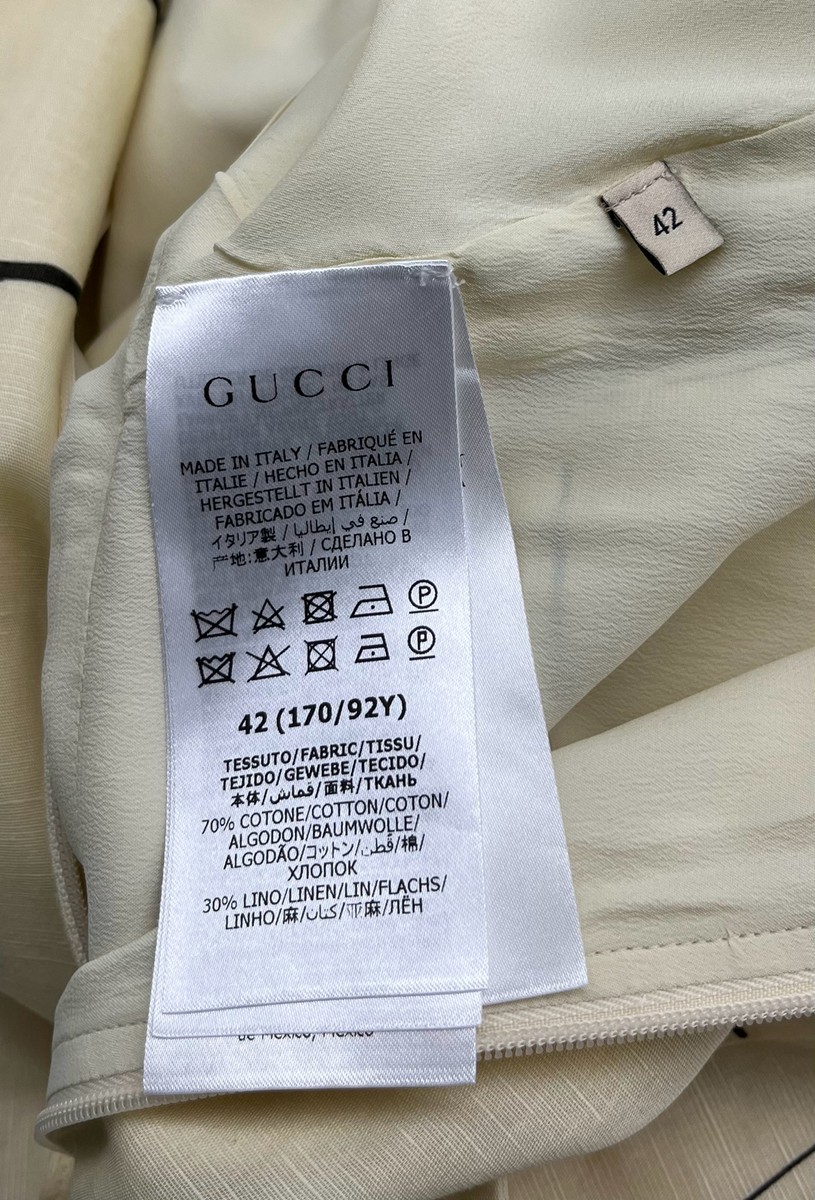 42
GUCCI
MADE IN ITALY / FABRIQUÉ EN
ITALIE / HECHO EN ITALIA /
HERGESTELLT IN ITALIEN /
FABRICADO EM ITÁLIA /
イタリア製 / صنع في إيطاليا /
产地:意大利 / СДЕЛАНО В
ИТАЛИИ
P
P
42 (170/92Y)
TESSUTO/FABRIC/TISSU/
TEJIDO/GEWEBE/TECIDO/
本体/قماش/面料/ТКАНЬ
70% COTONE/COTTON/COTON/
ALGODON/BAUMWOLLE/
ALGODÃO/コットン/قطن/棉/
ХЛОПОК
30% LINO/LINEN/LIN/FLACHS/
LINHO/麻/كتان/亚麻/ЛЁН
de México, México